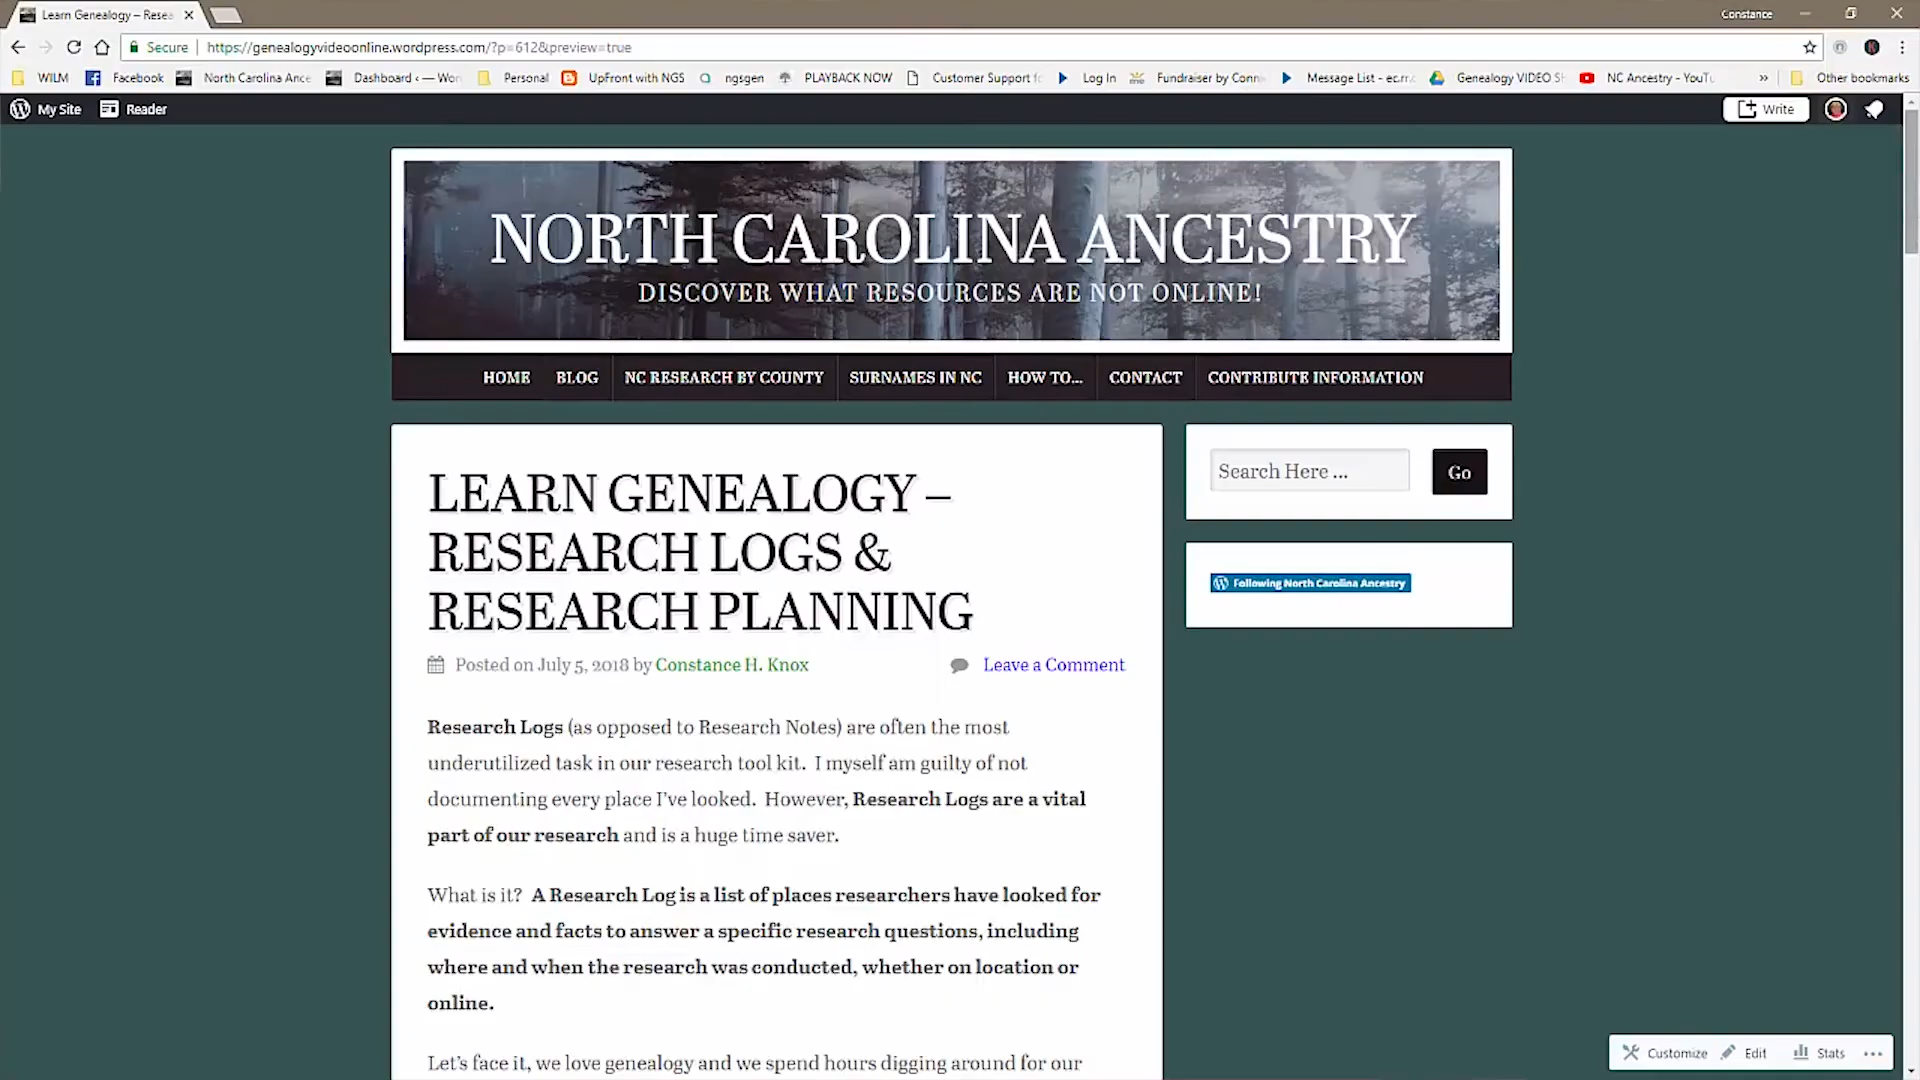 Learn Genealogy – Resea
Constance
Secure
https://genealogyvideoonline.wordpress.com/?p=612&preview=true
WILM Facebook North Carolina Ance Dashboard ‹ — Wor Personal UpFront with NGS ngsgen PLAYBACK NOW Customer Support fo Log In Fundraiser by Conni Message List - ec.rr.c Genealogy VIDEO SH NC Ancestry - YouTu » Other bookmarks
My Site Reader Write
NORTH CAROLINA ANCESTRY
DISCOVER WHAT RESOURCES ARE NOT ONLINE!
HOME BLOG NC RESEARCH BY COUNTY SURNAMES IN NC HOW TO... CONTACT CONTRIBUTE INFORMATION
LEARN GENEALOGY –
RESEARCH LOGS &
RESEARCH PLANNING
Posted on July 5, 2018 by Constance H. Knox Leave a Comment
Research Logs (as opposed to Research Notes) are often the most
underutilized task in our research tool kit. I myself am guilty of not
documenting every place I've looked. However, Research Logs are a vital
part of our research and is a huge time saver.
What is it? A Research Log is a list of places researchers have looked for
evidence and facts to answer a specific research questions, including
where and when the research was conducted, whether on location or
online.
Let's face it, we love genealogy and we spend hours digging around for our
Search Here ... Go
Following North Carolina Ancestry
Customize Edit Stats ...